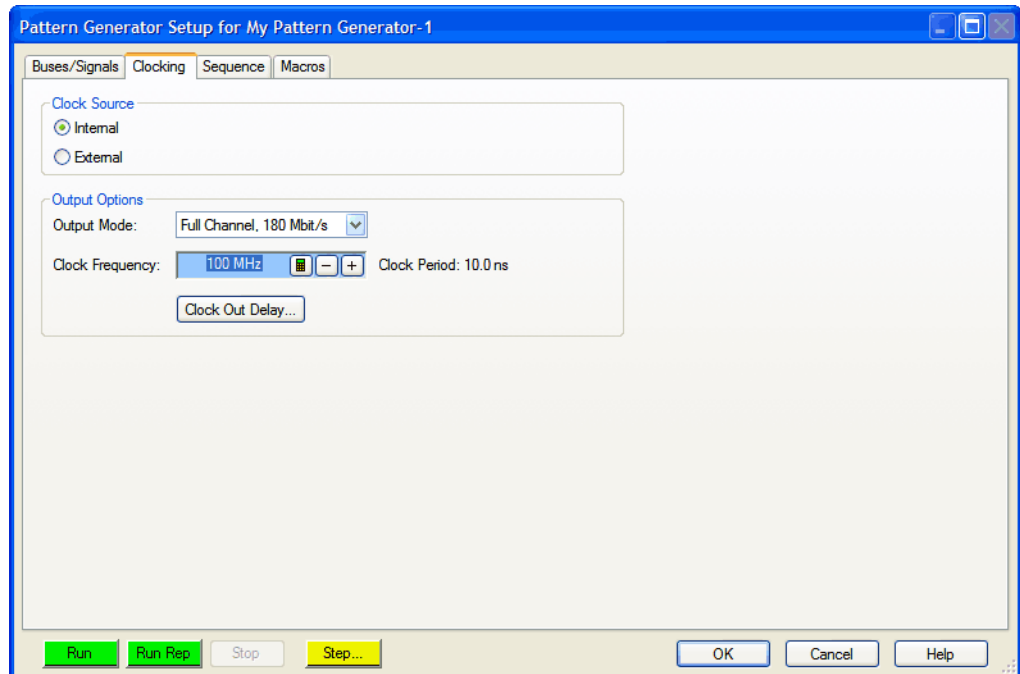 Pattern Generator Setup for My Pattern Generator-1
Buses/Signals Clocking Sequence Macros
Clock Source
Internal
External
Output Options
Output Mode: Full Channel, 180 Mbit/s
Clock Frequency: 100 MHz - + Clock Period: 10.0 ns
Clock Out Delay...
Run Run Rep Stop Step... OK Cancel Help